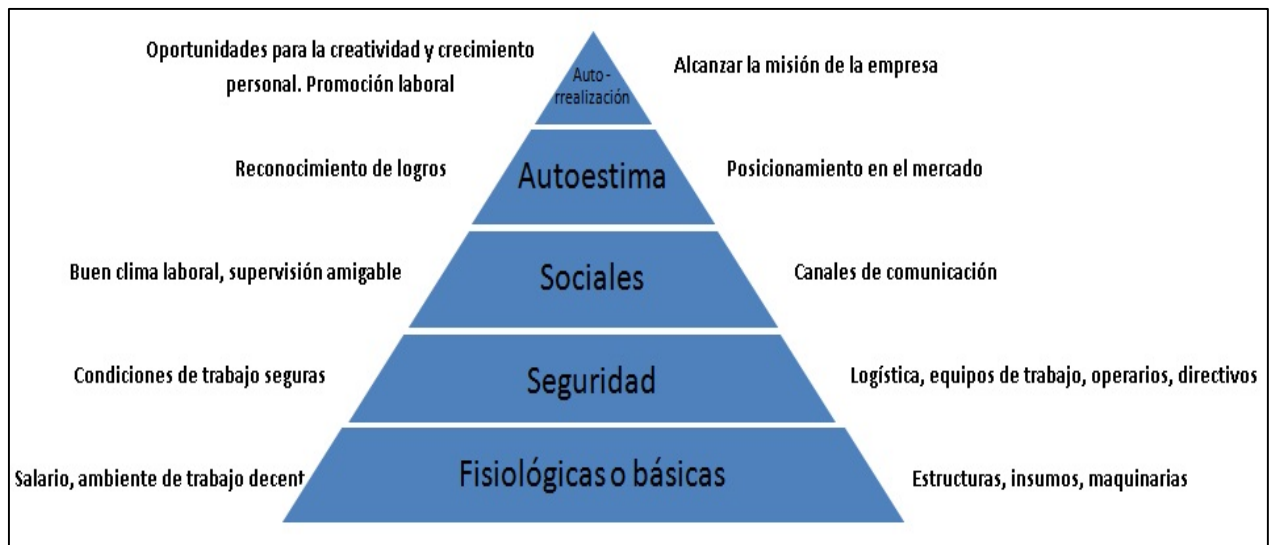 Oportunidades para la creatividad y crecimiento
personal. Promoción laboral
Auto-
rrealización
Alcanzar la misión de la empresa
Reconocimiento de logros
Autoestima
Posicionamiento en el mercado
Buen clima laboral, supervisión amigable
Sociales
Canales de comunicación
Condiciones de trabajo seguras
Seguridad
Logística, equipos de trabajo, operarios, directivos
Salario, ambiente de trabajo decent
Fisiológicas o básicas
Estructuras, insumos, maquinarias